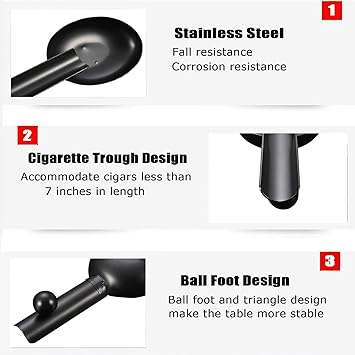 1
Stainless Steel
Fall resistance
Corrosion resistance
2
Cigarette Trough Design
Accommodate cigars less than
7 inches in length
3
Ball Foot Design
Ball foot and triangle design
make the table more stable